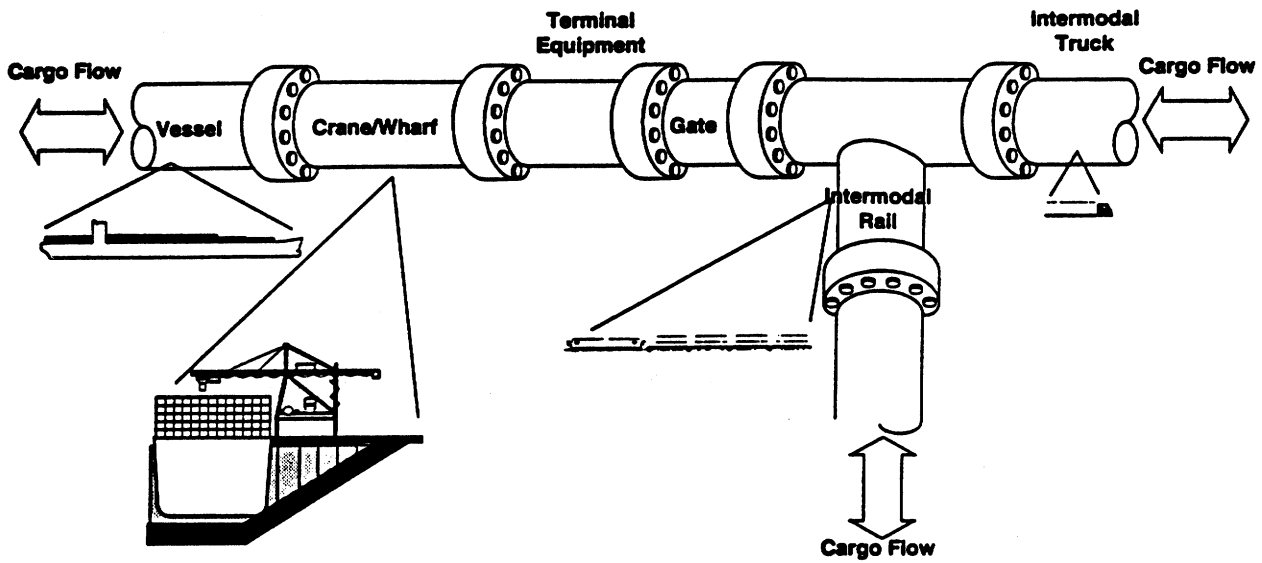 Terminal
Equipment
Intermodal
Truck
Cargo Flow
Cargo Flow
Vessel
Crane/Wharf
Gate
Intermodal
Rail
Cargo Flow